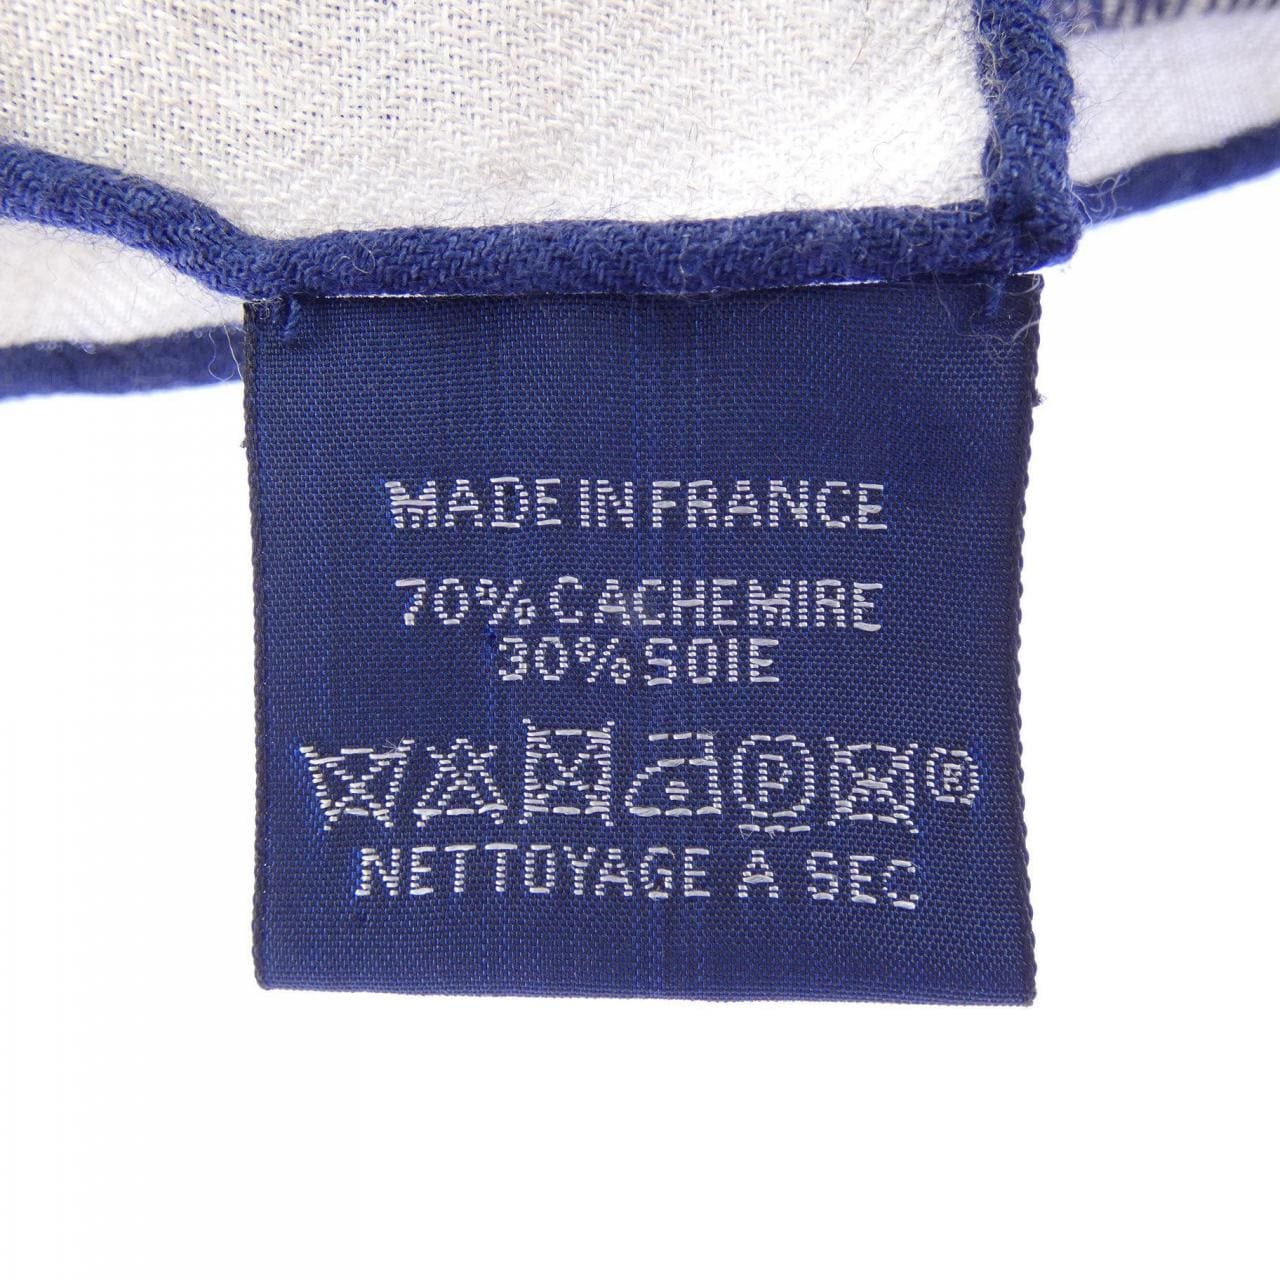 MADE IN FRANCE
70% CACHEMIRE
30% SOIE
P ®
NETTOYAGE A SEC